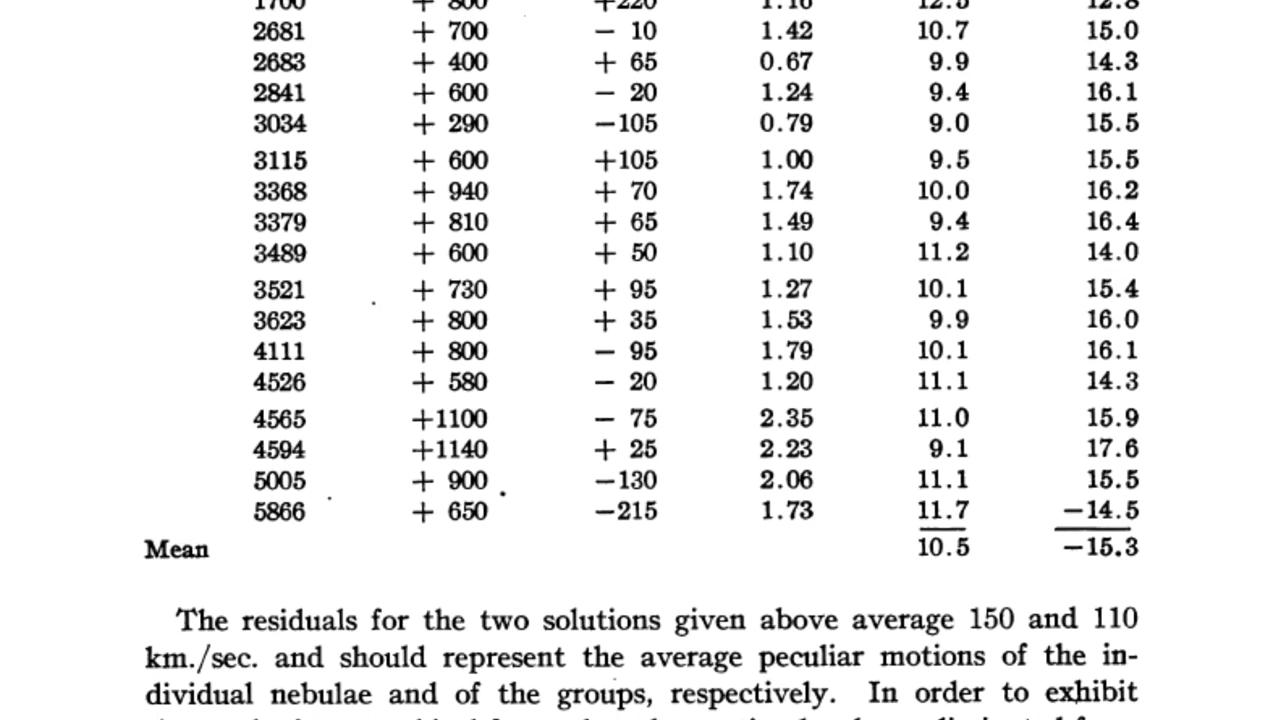 1700 + 800 +220 1.16 12.5 12.8
2681 + 700 − 10 1.42 10.7 15.0
2683 + 400 + 65 0.67 9.9 14.3
2841 + 600 − 20 1.24 9.4 16.1
3034 + 290 −105 0.79 9.0 15.5
3115 + 600 +105 1.00 9.5 15.5
3368 + 940 + 70 1.74 10.0 16.2
3379 + 810 + 65 1.49 9.4 16.4
3489 + 600 + 50 1.10 11.2 14.0
3521 + 730 + 95 1.27 10.1 15.4
3623 + 800 + 35 1.53 9.9 16.0
4111 + 800 − 95 1.79 10.1 16.1
4526 + 580 − 20 1.20 11.1 14.3
4565 +1100 − 75 2.35 11.0 15.9
4594 +1140 + 25 2.23 9.1 17.6
5005 + 900 −130 2.06 11.1 15.5
5866 + 650 −215 1.73 11.7 −14.5
Mean 10.5 −15.3
The residuals for the two solutions given above average 150 and 110
km./sec. and should represent the average peculiar motions of the in-
dividual nebulae and of the groups, respectively. In order to exhibit